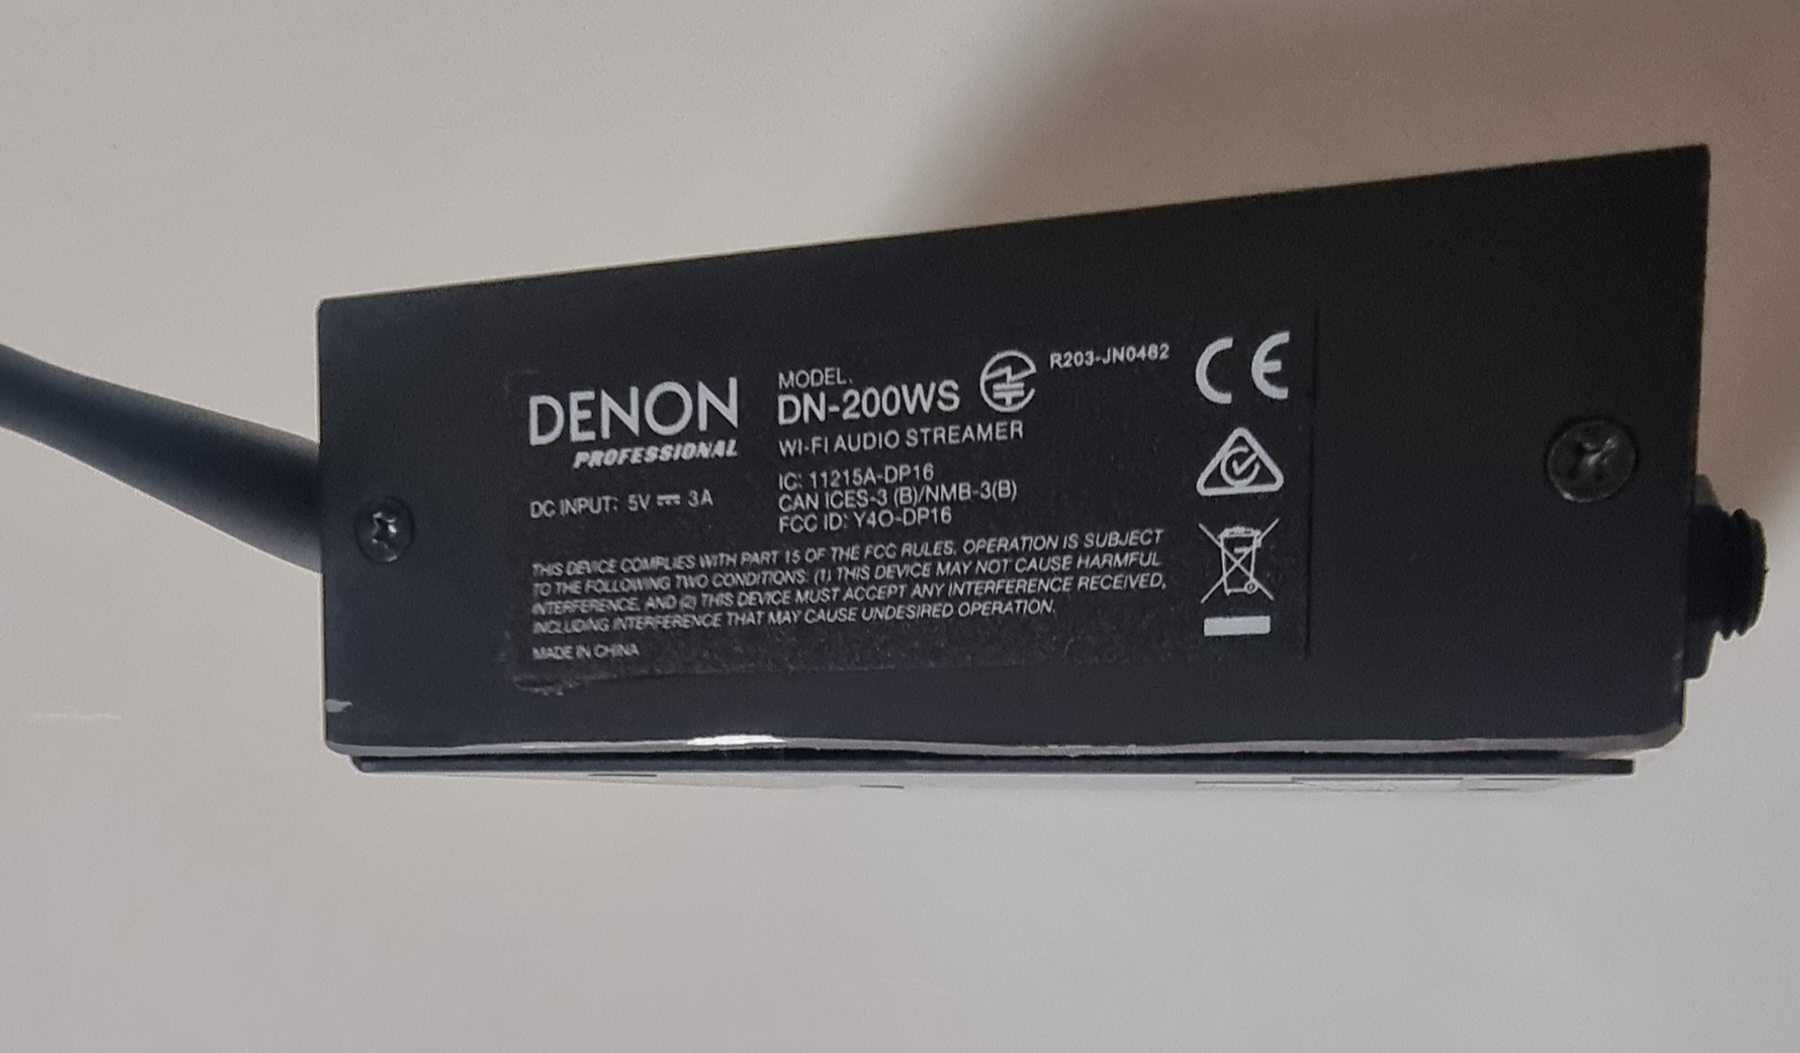 DENON
PROFESSIONAL
DC INPUT: 5V ⎓ 3A
MODEL.
DN-200WS
R203-JN0462
WI-FI AUDIO STREAMER
IC: 11215A-DP16
CAN ICES-3 (B)/NMB-3(B)
FCC ID: Y4O-DP16
CE
THIS DEVICE COMPLIES WITH PART 15 OF THE FCC RULES. OPERATION IS SUBJECT
TO THE FOLLOWING TWO CONDITIONS: (1) THIS DEVICE MAY NOT CAUSE HARMFUL
INTERFERENCE, AND (2) THIS DEVICE MUST ACCEPT ANY INTERFERENCE RECEIVED,
INCLUDING INTERFERENCE THAT MAY CAUSE UNDESIRED OPERATION.
MADE IN CHINA